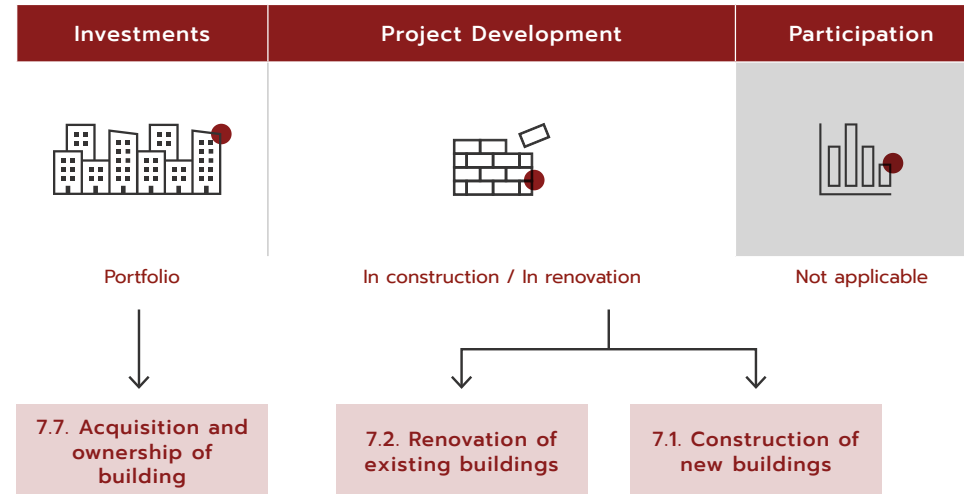 Investments
Project Development
Participation
Portfolio
In construction / In renovation
Not applicable
7.7. Acquisition and
ownership of
building
7.2. Renovation of
existing buildings
7.1. Construction of
new buildings